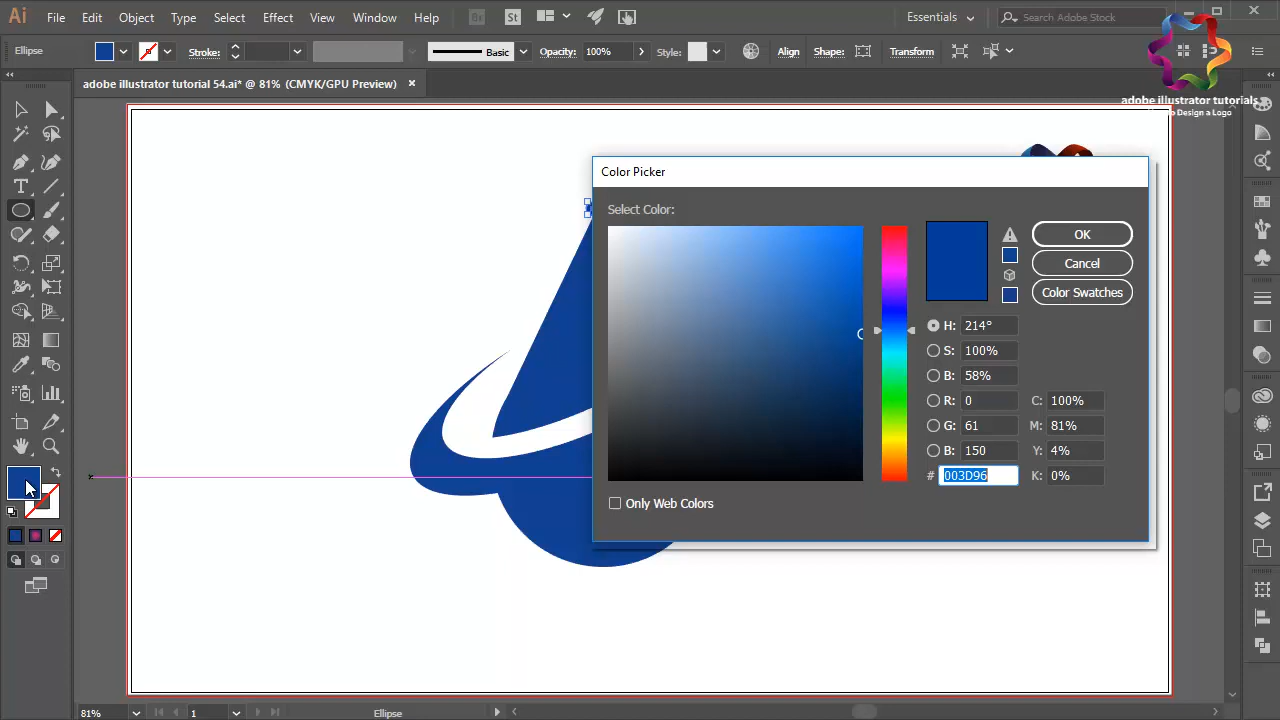 Ai File Edit Object Type Select Effect View Window Help Br St Essentials Search Adobe Stock
Ellipse Stroke: Basic Opacity: 100% Style: Align Shape: Transform
adobe illustrator tutorial 54.ai* @ 81% (CMYK/GPU Preview)
adobe illustrator tutorials
Design a Logo
Color Picker
Select Color:
OK
Cancel
Color Swatches
H: 214°
S: 100%
B: 58%
R: 0 C: 100%
G: 61 M: 81%
B: 150 Y: 4%
# 003D96 K: 0%
Only Web Colors
81% 1 Ellipse